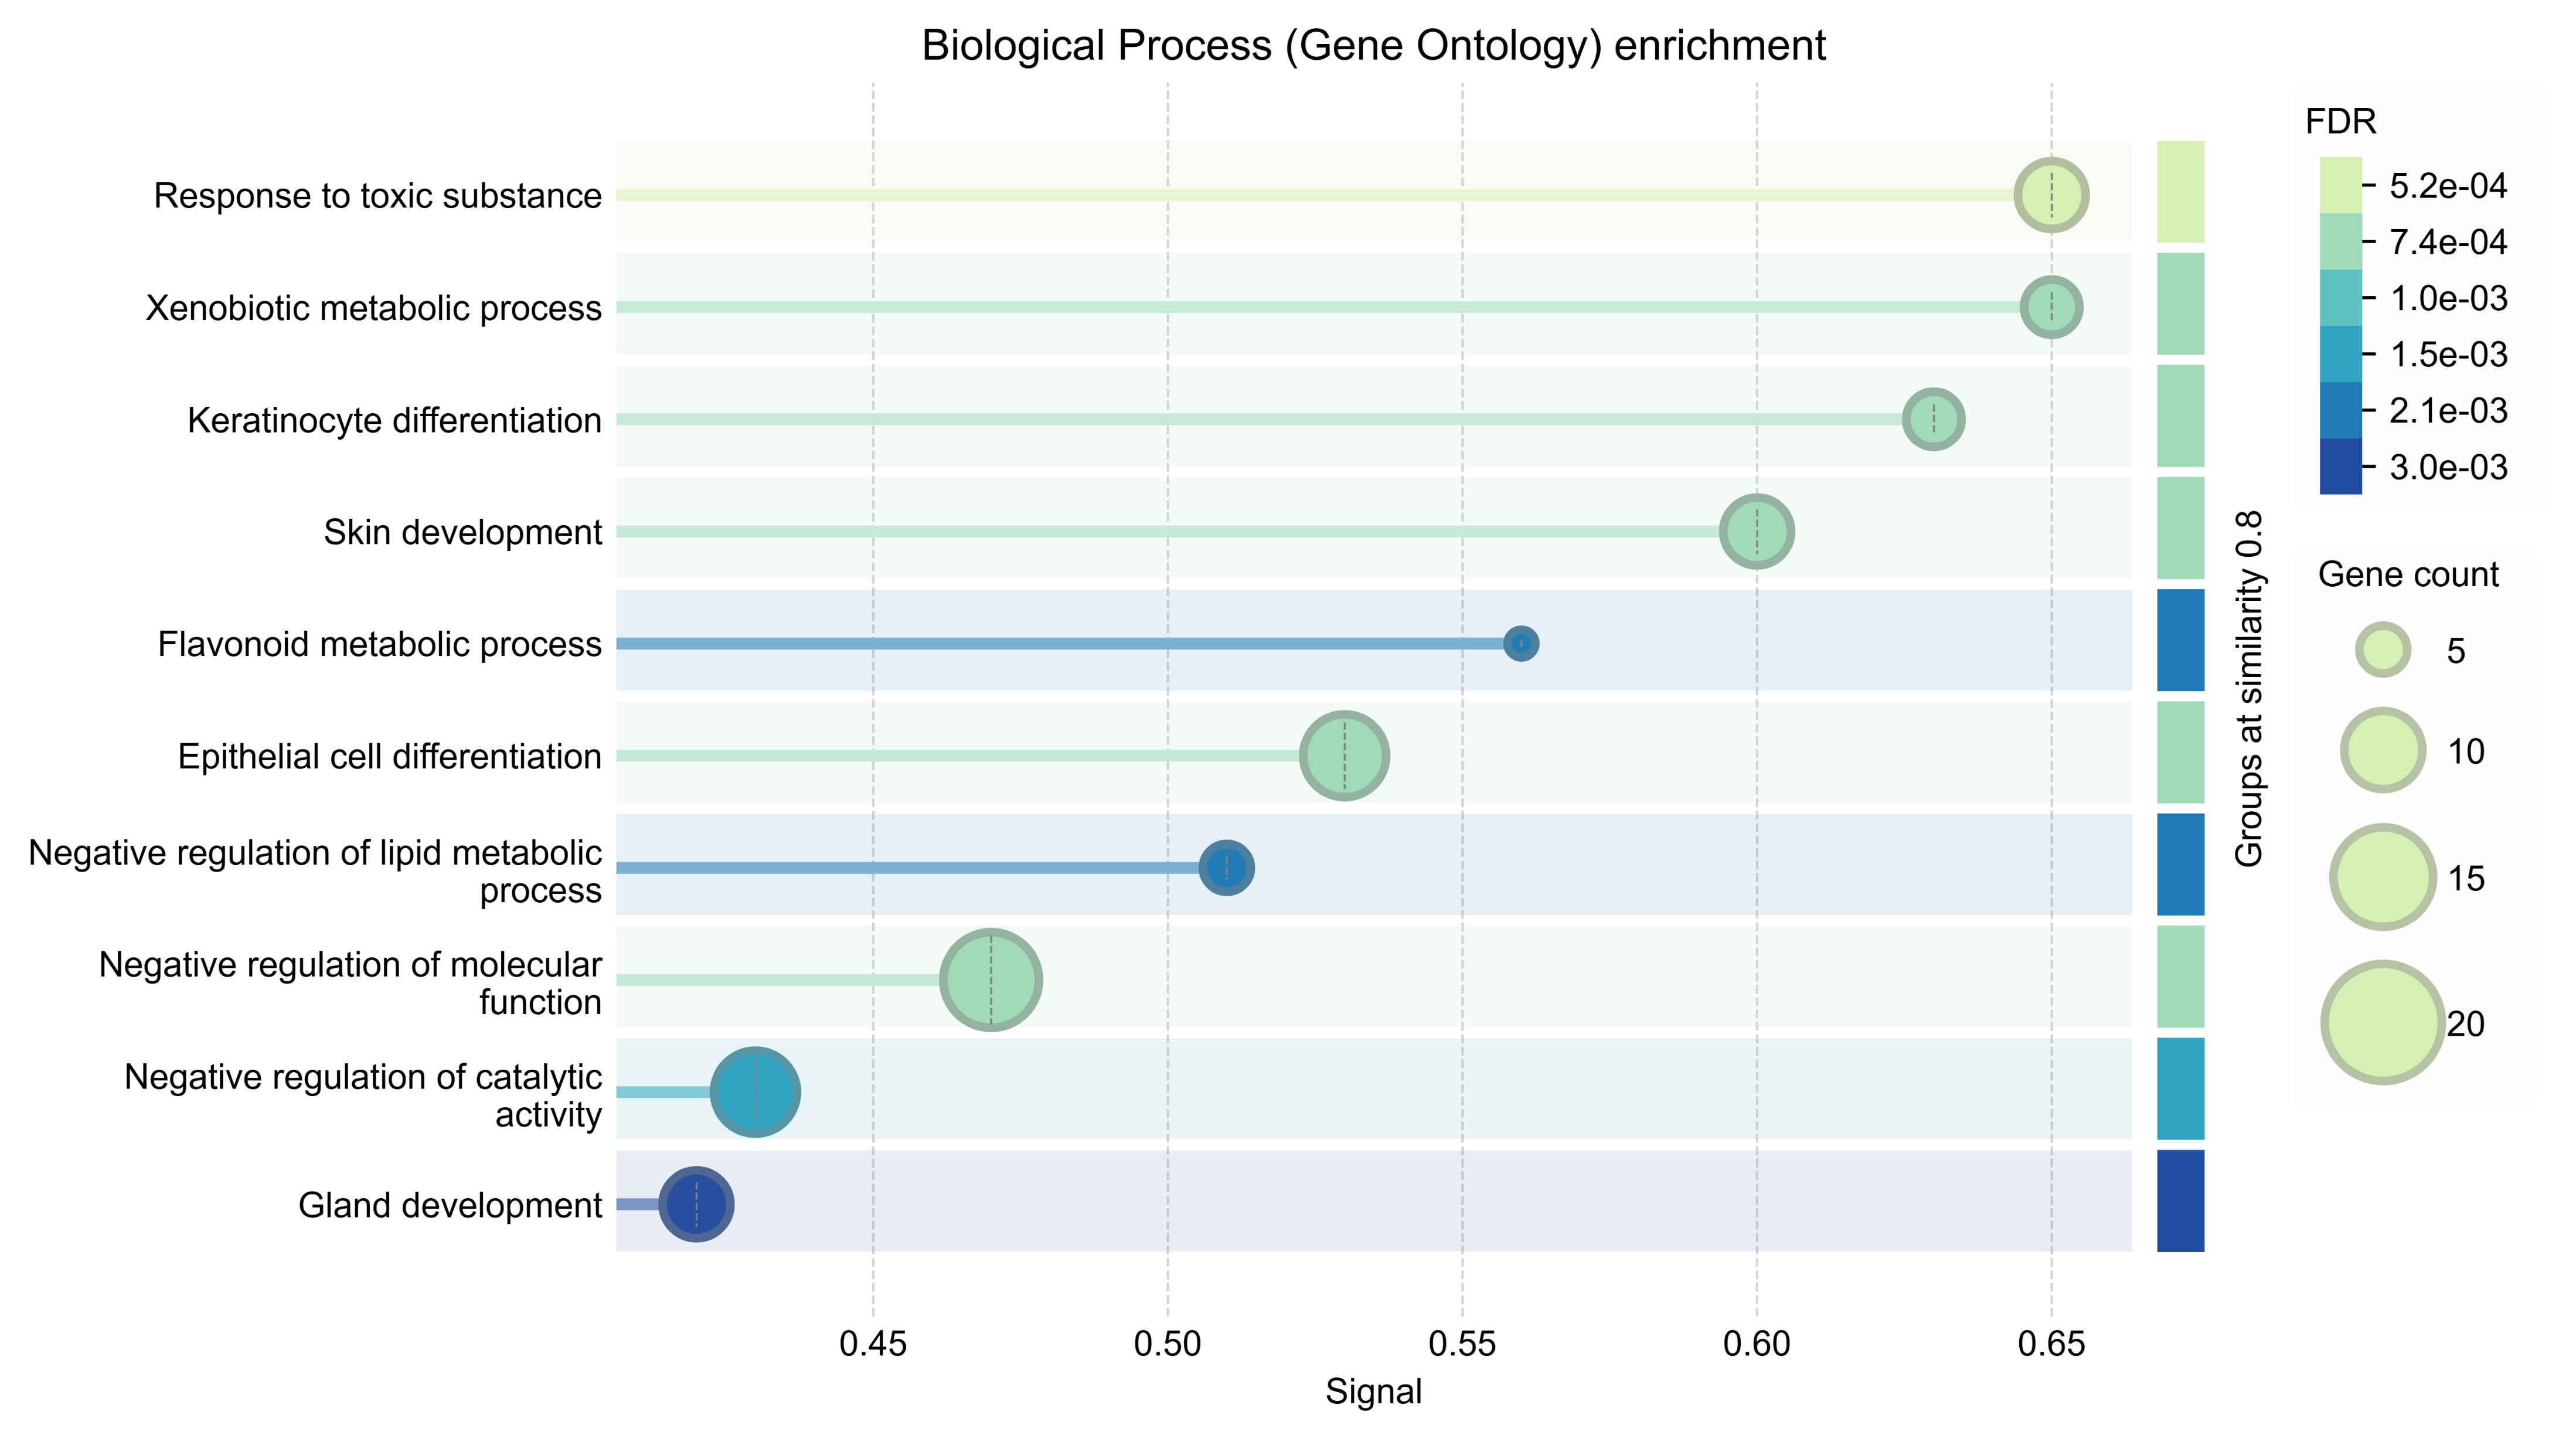 Biological Process (Gene Ontology) enrichment
Response to toxic substance
Xenobiotic metabolic process
Keratinocyte differentiation
Skin development
Flavonoid metabolic process
Epithelial cell differentiation
Negative regulation of lipid metabolic
process
Negative regulation of molecular
function
Negative regulation of catalytic
activity
Gland development
0.45
0.50
0.55
0.60
0.65
Signal
Groups at similarity 0.8
FDR
5.2e-04
7.4e-04
1.0e-03
1.5e-03
2.1e-03
3.0e-03
Gene count
5
10
15
20